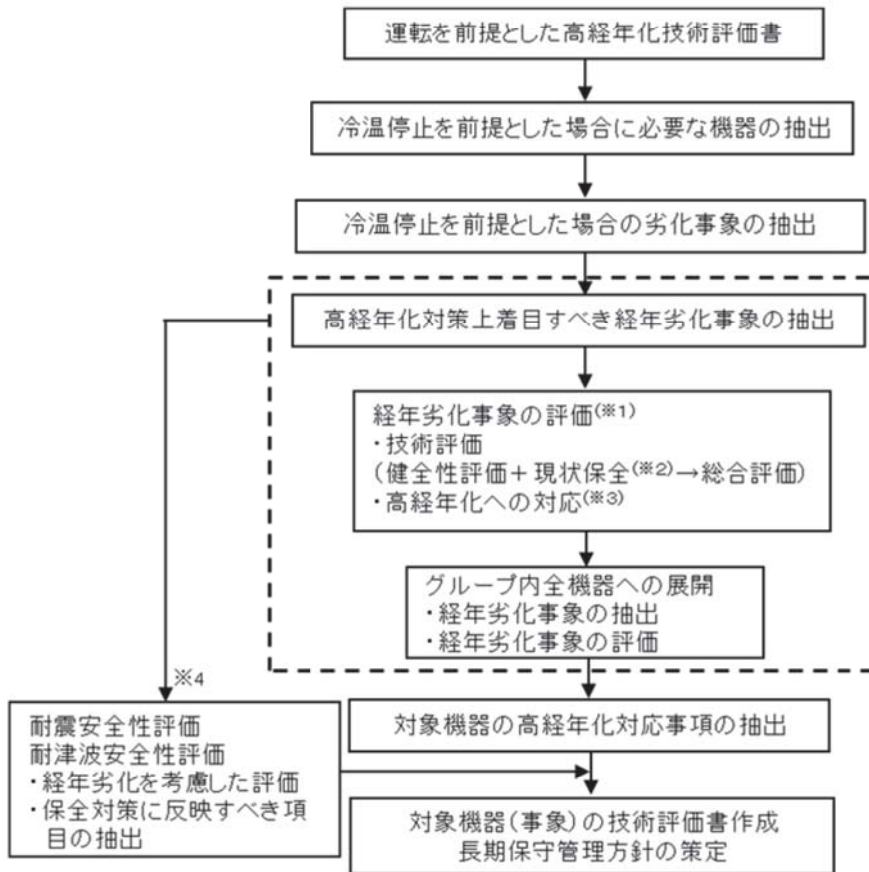 運転を前提とした高経年化技術評価書
冷温停止を前提とした場合に必要な機器の抽出
冷温停止を前提とした場合の劣化事象の抽出
高経年化対策上着目すべき経年劣化事象の抽出
経年劣化事象の評価(※1)
・技術評価
(健全性評価+現状保全(※2)→総合評価)
・高経年化への対応(※3)
グループ内全機器への展開
・経年劣化事象の抽出
・経年劣化事象の評価
※4
耐震安全性評価
耐津波安全性評価
・経年劣化を考慮した評価
・保全対策に反映すべき項
目の抽出
対象機器の高経年化対応事項の抽出
対象機器(事象)の技術評価書作成
長期保守管理方針の策定